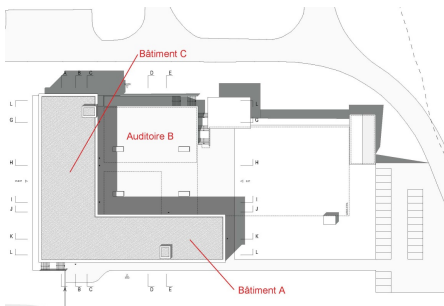 Bâtiment C
A B C D E
L L
G G
Auditoire B
H H
I I
J J
K K
L L
Bâtiment A
A B C D E